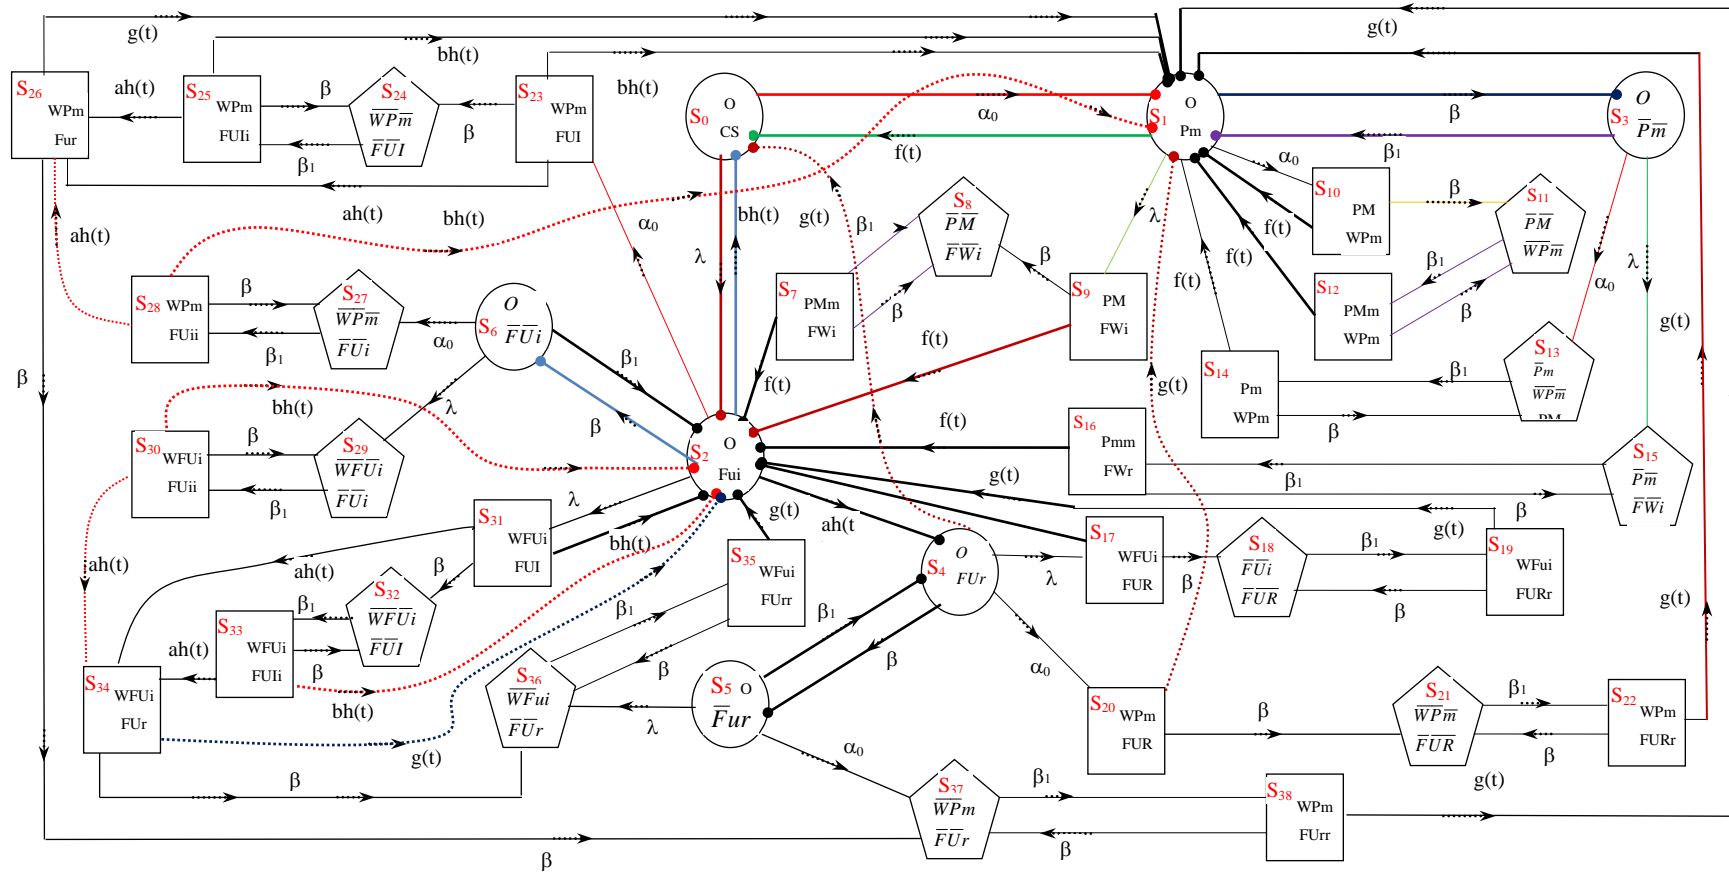 g(t)
g(t)
bh(t)
S26
WPm
Fur
ah(t)
S25
WPm
FUIi
β
β1
S24
WPm
FUI
β
S23
WPm
FUI
bh(t)
S0
O
CS
α0
f(t)
S1
O
Pm
β
β1
S3
O
Pm
ah(t)
ah(t)
bh(t)
α0
λ
bh(t)
g(t)
β1
S8
PM
FWi
β
β
λ
α0
S10
PM
WPm
f(t)
f(t)
f(t)
β
S11
PM
WPm
β1
β
S12
PMm
WPm
α0
λ
g(t)
S28
WPm
FUii
β
β1
S27
WPm
FUi
α0
S6
O
FUi
β1
λ
β
S7
PMm
FWi
f(t)
S9
PM
FWi
f(t)
g(t)
S14
Pm
WPm
β1
β
S13
Pm
WPm
PM
β
bh(t)
S30
WFUi
FUii
β
β1
S29
WFUi
FUi
S2
O
Fui
f(t)
S16
Pmm
FWr
g(t)
β1
β
S15
Pm
FWi
g(t)
λ
S31
WFUi
FUI
bh(t)
g(t)
ah(t
ah(t)
ah(t)
β
S35
WFui
FUrr
S4
O
FUr
λ
S17
WFUi
FUR
β
S18
FUi
FUR
β1
β
g(t)
S19
WFui
FURr
g(t)
S32
WFUi
FUI
β1
β
S33
WFUi
FUIi
ah(t)
bh(t)
β1
β
β1
β
α0
S34
WFUi
FUr
g(t)
S36
WFui
FUr
λ
S5
O
Fur
α0
S20
WPm
FUR
β
S21
WPm
FUR
β1
β
S22
WPm
FURr
g(t)
β
S37
WPm
FUr
β1
β
S38
WPm
FUrr
β